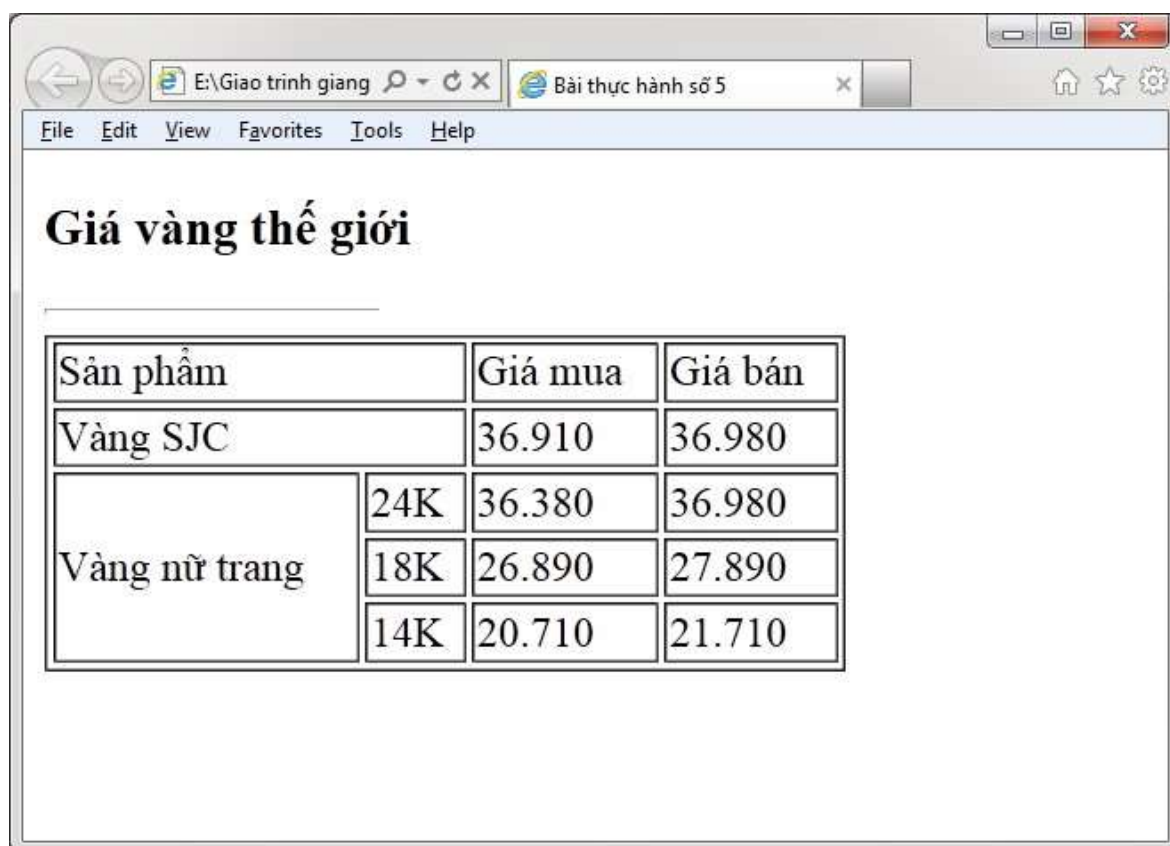 E:\Giao trinh giang
Bài thực hành số 5
File Edit View Favorites Tools Help
Giá vàng thế giới
Sản phẩm Giá mua Giá bán
Vàng SJC 36.910 36.980
24K 36.380 36.980
Vàng nữ trang 18K 26.890 27.890
14K 20.710 21.710